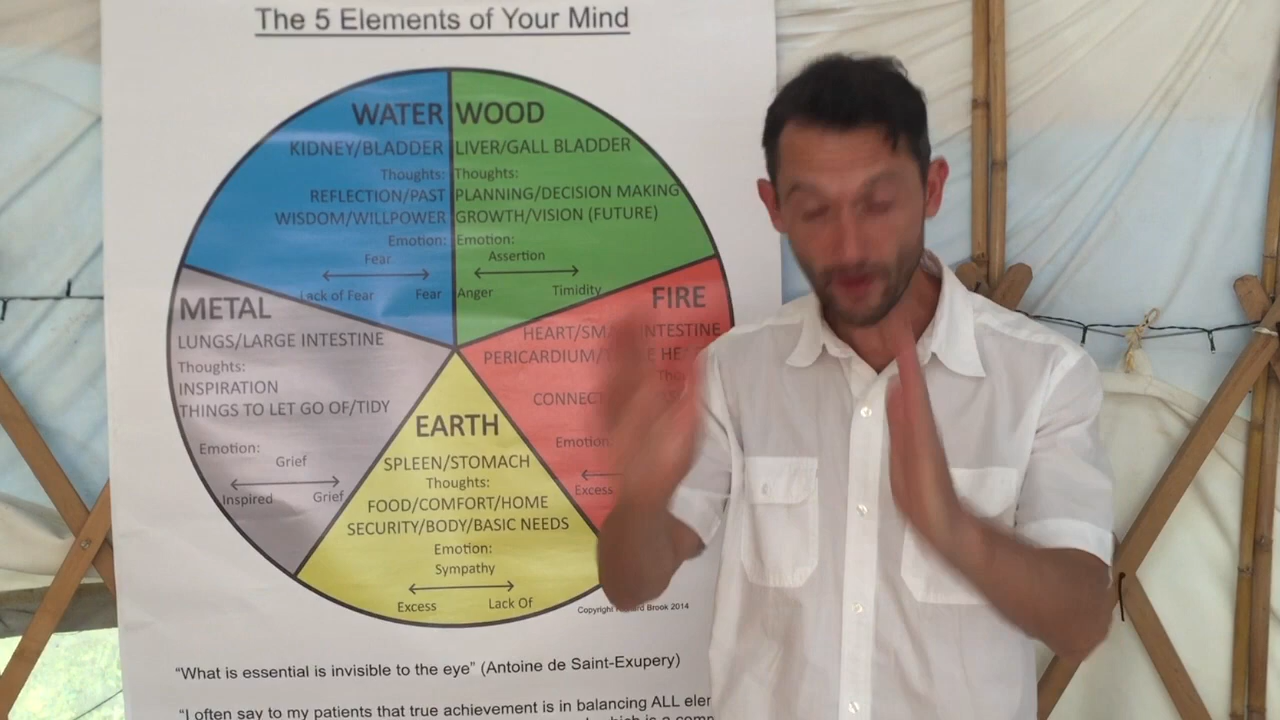 The 5 Elements of Your Mind
WATER
KIDNEY/BLADDER
Thoughts:
REFLECTION/PAST
WISDOM/WILLPOWER
Emotion:
Fear
Lack of Fear Fear
WOOD
LIVER/GALL BLADDER
Thoughts:
PLANNING/DECISION MAKING
GROWTH/VISION (FUTURE)
Emotion:
Assertion
Anger Timidity
METAL
LUNGS/LARGE INTESTINE
Thoughts:
INSPIRATION
THINGS TO LET GO OF/TIDY
Emotion:
Grief
Inspired Grief
FIRE
HEART/SMALL INTESTINE
PERICARDIUM/
Emotion:
Excess
EARTH
SPLEEN/STOMACH
Thoughts:
FOOD/COMFORT/HOME
SECURITY/BODY/BASIC NEEDS
Emotion:
Sympathy
Excess Lack Of
Copyright Brook 2014
“What is essential is invisible to the eye” (Antoine de Saint-Exupery)
“I often say to my patients that true achievement is in balancing ALL